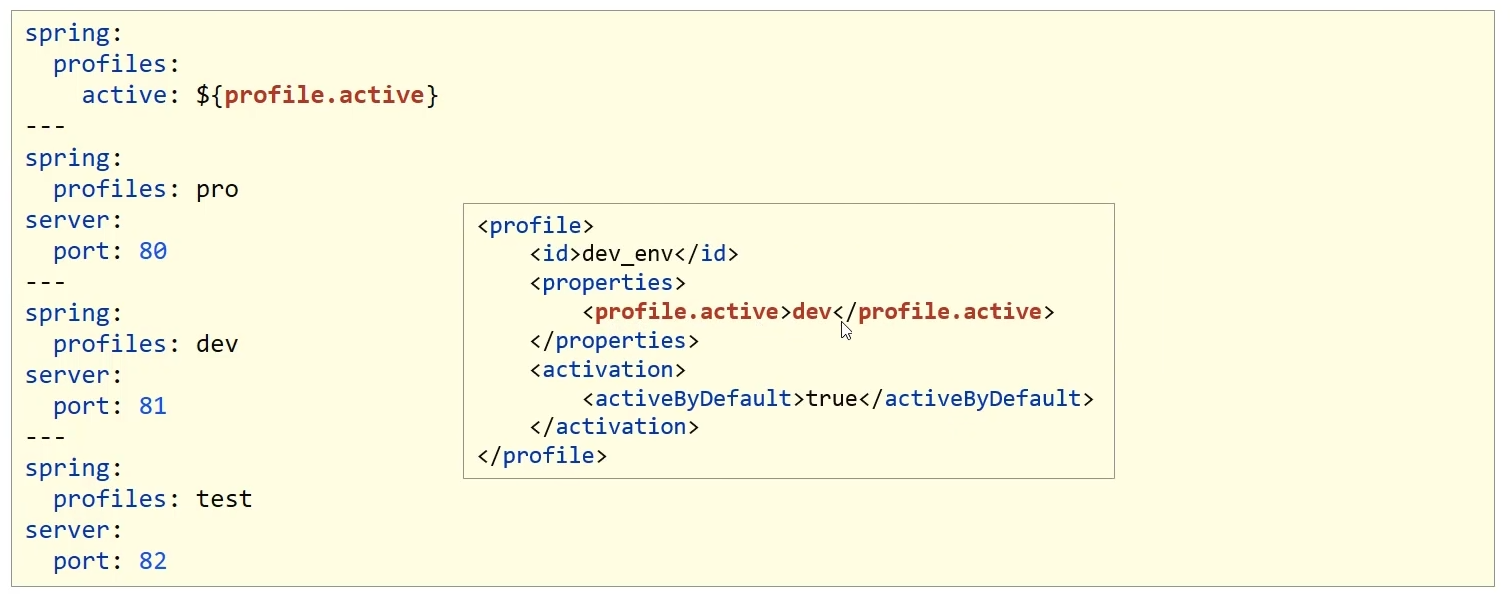 spring:
  profiles:
    active: ${profile.active}
---
spring:
  profiles: pro
server:
  port: 80
---
spring:
  profiles: dev
server:
  port: 81
---
spring:
  profiles: test
server:
  port: 82
<profile>
    <id>dev_env</id>
    <properties>
        <profile.active>dev</profile.active>
    </properties>
    <activation>
        <activeByDefault>true</activeByDefault>
    </activation>
</profile>